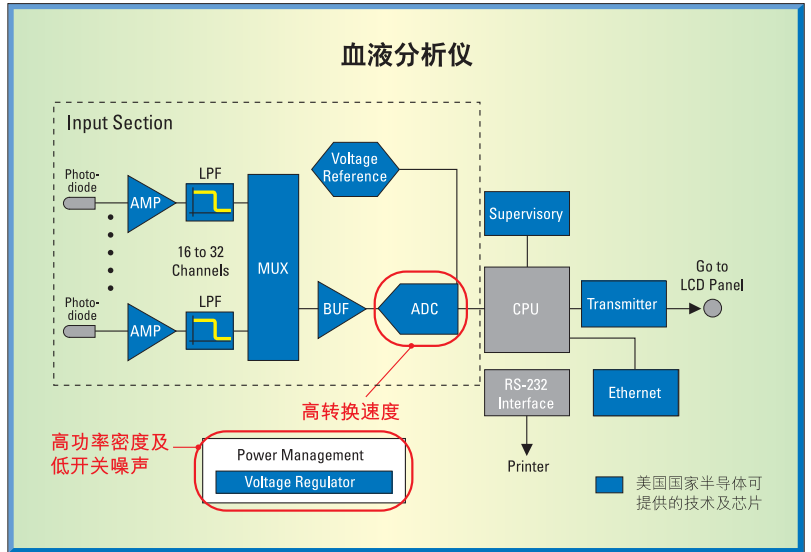 血液分析仪
Input Section
Photo-
diode
AMP
LPF
16 to 32
Channels
Photo-
diode
AMP
LPF
MUX
BUF
Voltage
Reference
ADC
高转换速度
Supervisory
CPU
Transmitter
Go to
LCD Panel
Ethernet
RS-232
Interface
Printer
高功率密度及
低开关噪声
Power Management
Voltage Regulator
美国国家半导体可
提供的技术及芯片